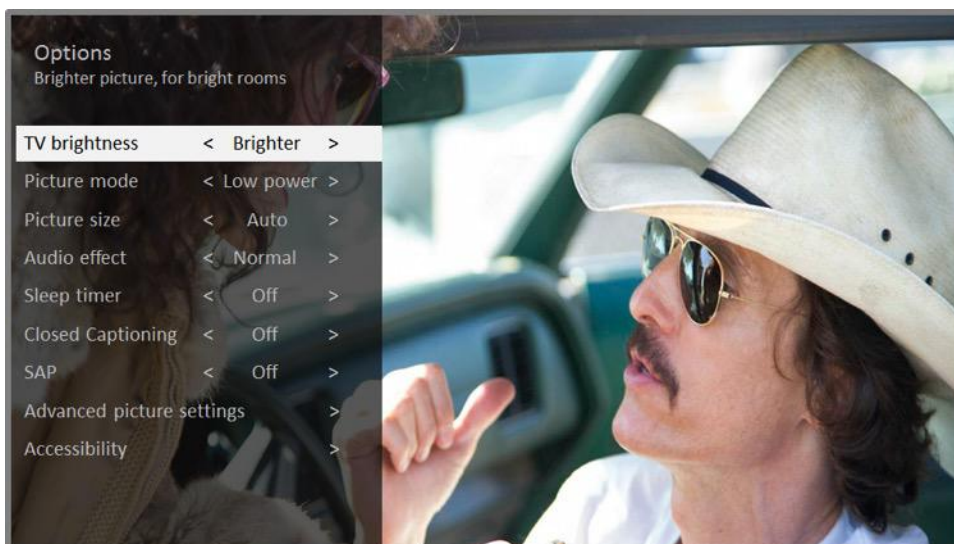 Options
Brighter picture, for bright rooms
TV brightness < Brighter >
Picture mode < Low power >
Picture size < Auto >
Audio effect < Normal >
Sleep timer < Off >
Closed Captioning < Off >
SAP < Off >
Advanced picture settings >
Accessibility >